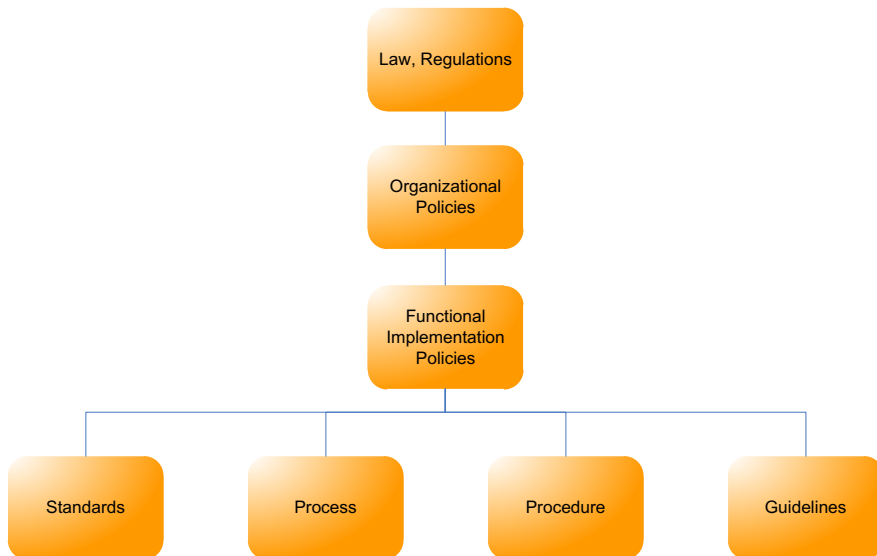 Law, Regulations
Organizational
Policies
Functional
Implementation
Policies
Standards
Process
Procedure
Guidelines